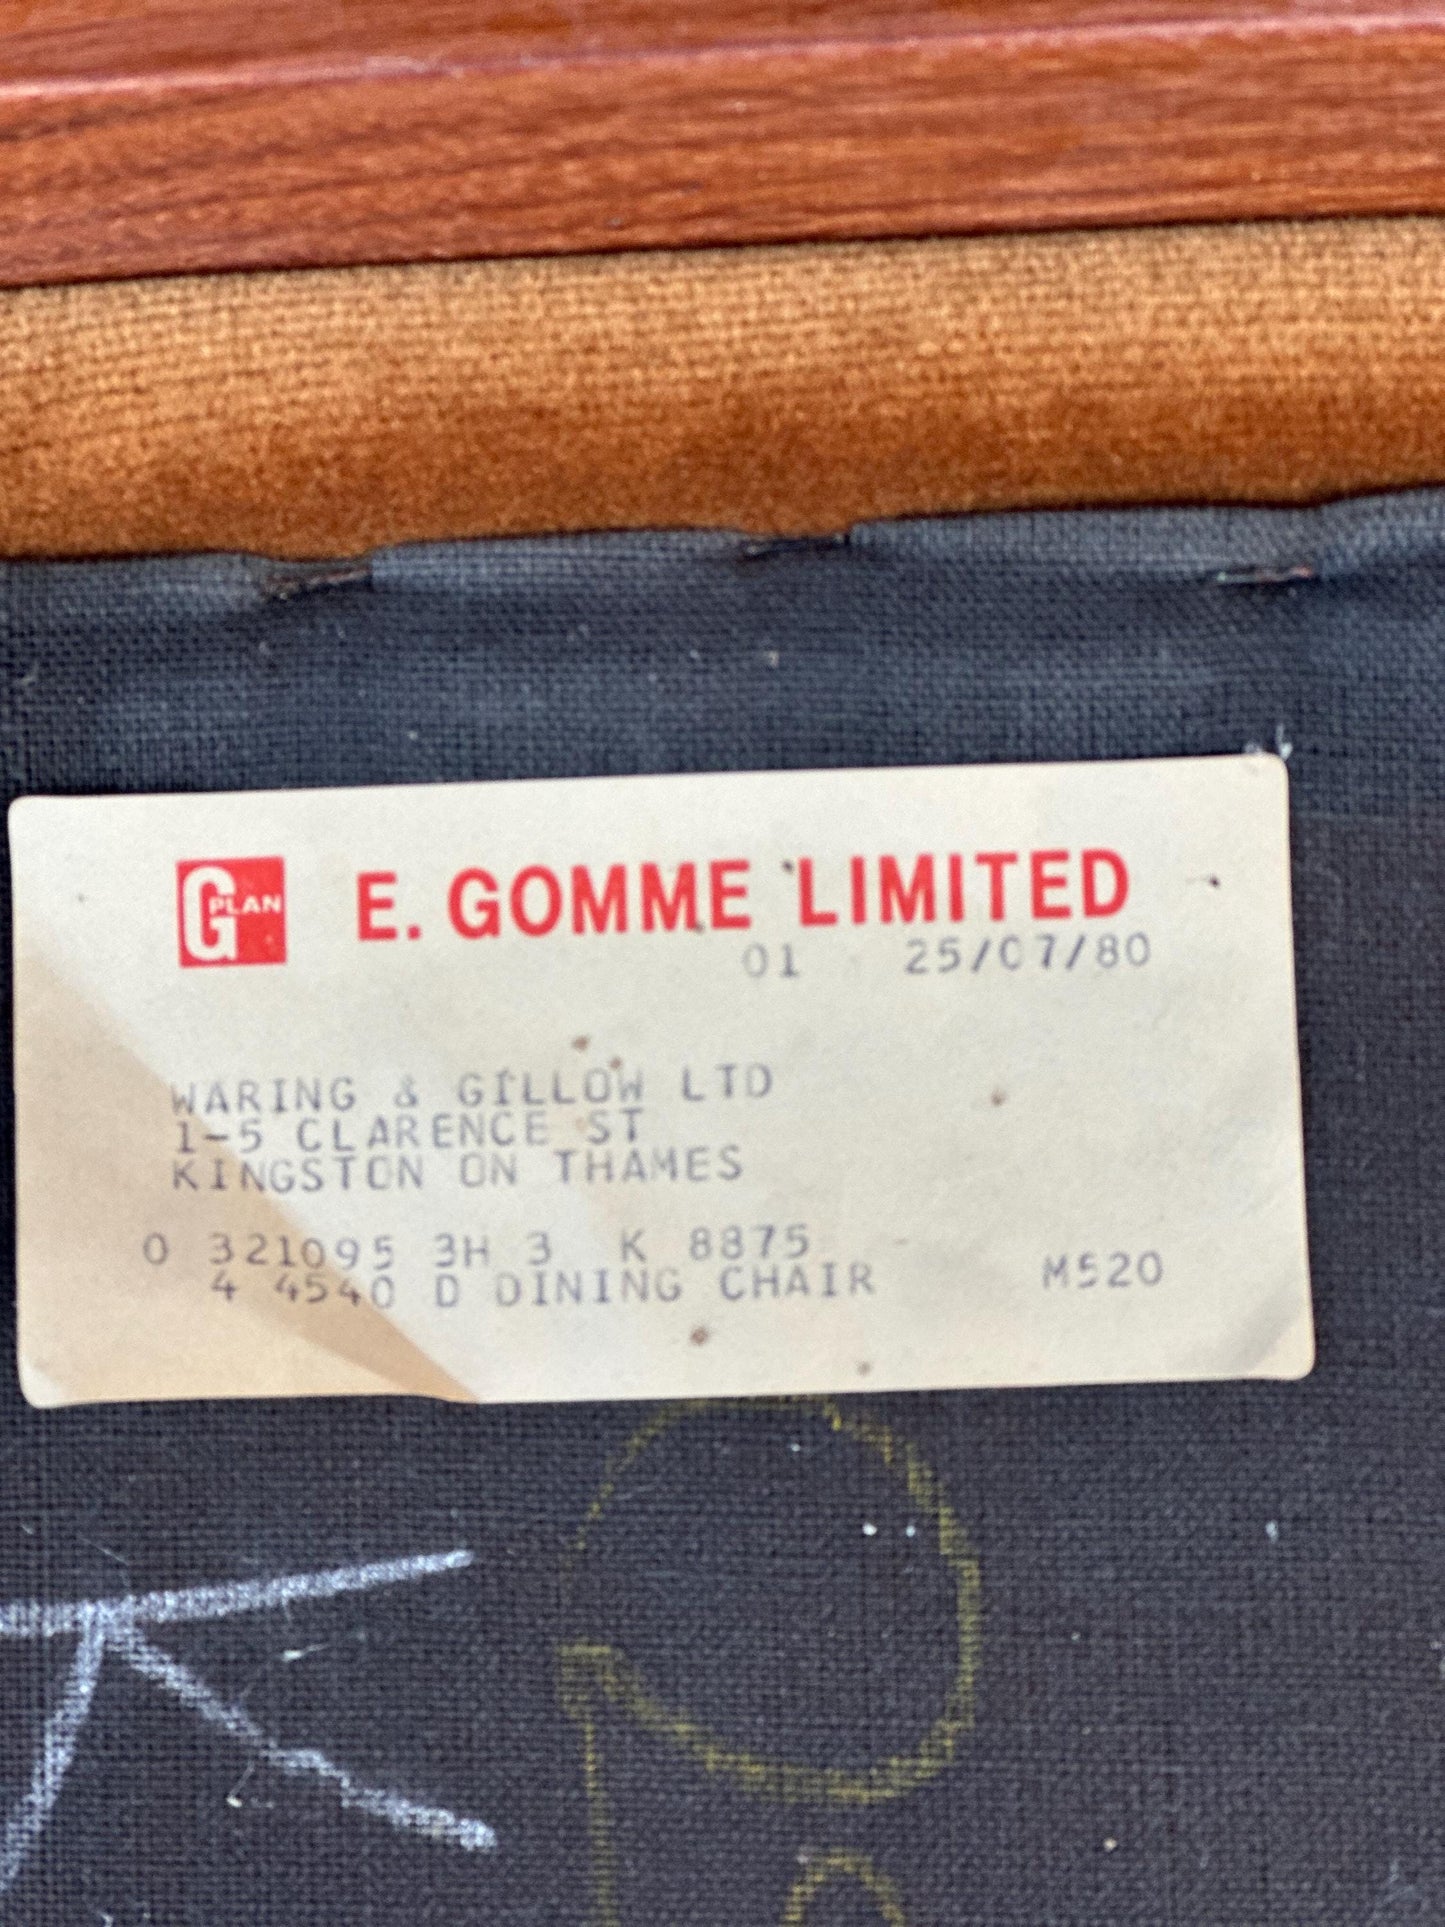 G PLAN E. GOMME LIMITED
01 25/07/80
WARING & GILLOW LTD
1-5 CLARENCE ST
KINGSTON ON THAMES
0 321095 3H 3 K 8875
4 4540 D DINING CHAIR M520